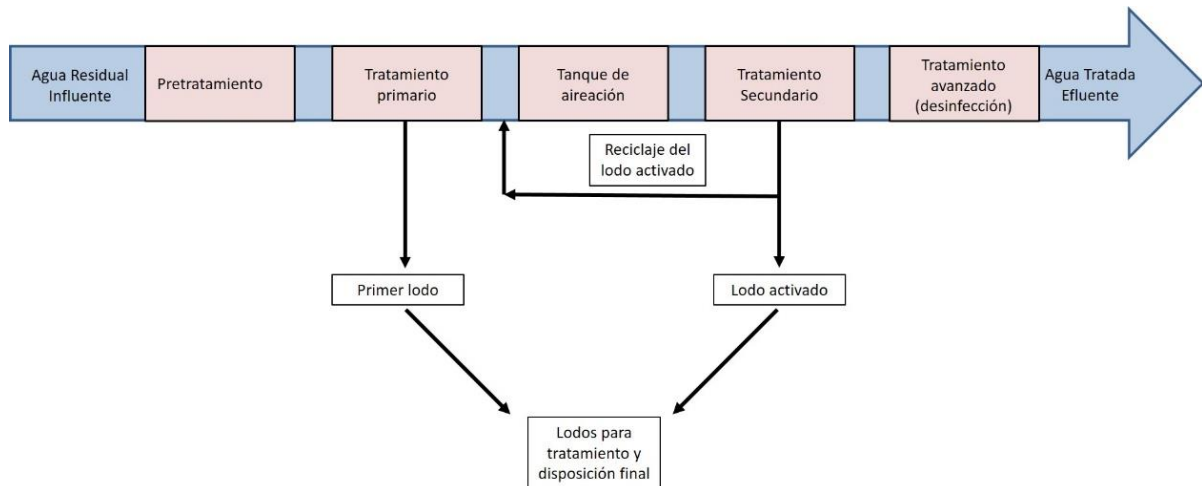 Agua Residual
Influente
Pretratamiento
Tratamiento
primario
Tanque de
aireación
Tratamiento
Secundario
Tratamiento
avanzado
(desinfección)
Agua Tratada
Efluente
Reciclaje del
lodo activado
Primer lodo
Lodo activado
Lodos para
tratamiento y
disposición final